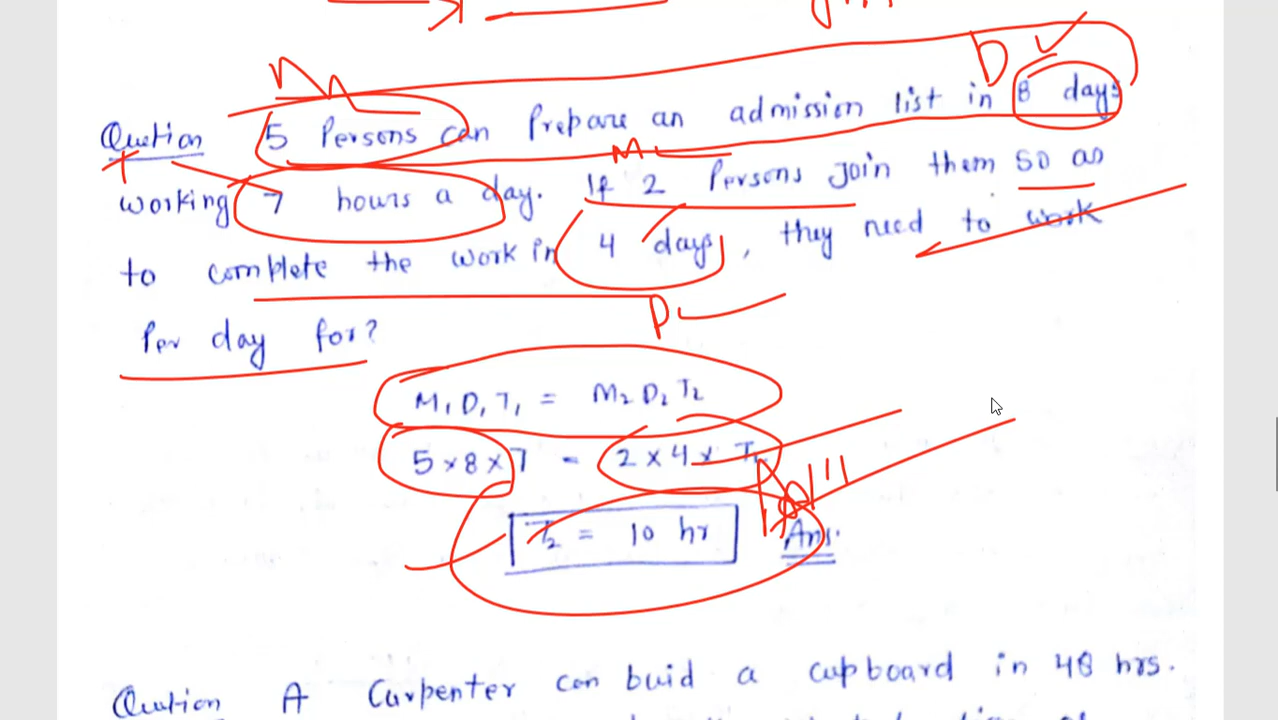 D
M
Qution 5 Persons can Prepare an admission list in 8 days
working 7 hours a day. If 2 Persons join them so as
M
to complete the work in 4 days, they need to work
D
Per day for?
M1 D1 T1 = M2 D2 T2
5 × 8 × 7 = 2 × 4 × T2
T2 = 10 hr Ans.
Qution A Carpenter can buid a cupboard in 48 hrs.